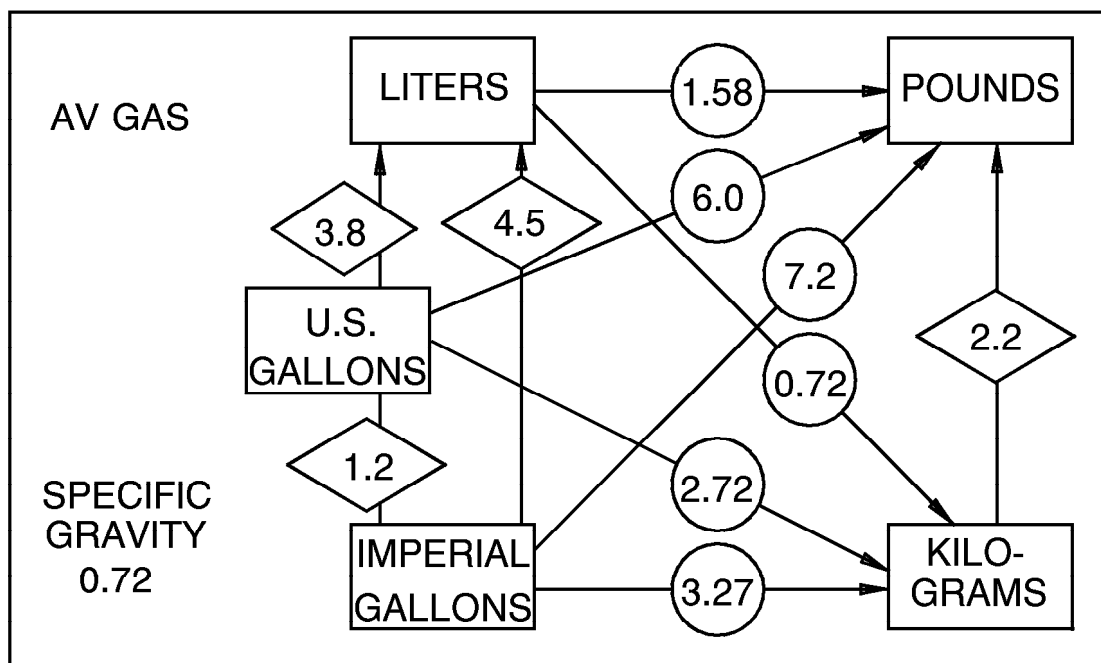 LITERS
1.58
POUNDS
AV GAS
3.8
4.5
6.0
7.2
U.S.
GALLONS
2.2
0.72
1.2
2.72
SPECIFIC
GRAVITY
0.72
IMPERIAL
GALLONS
3.27
KILO-
GRAMS